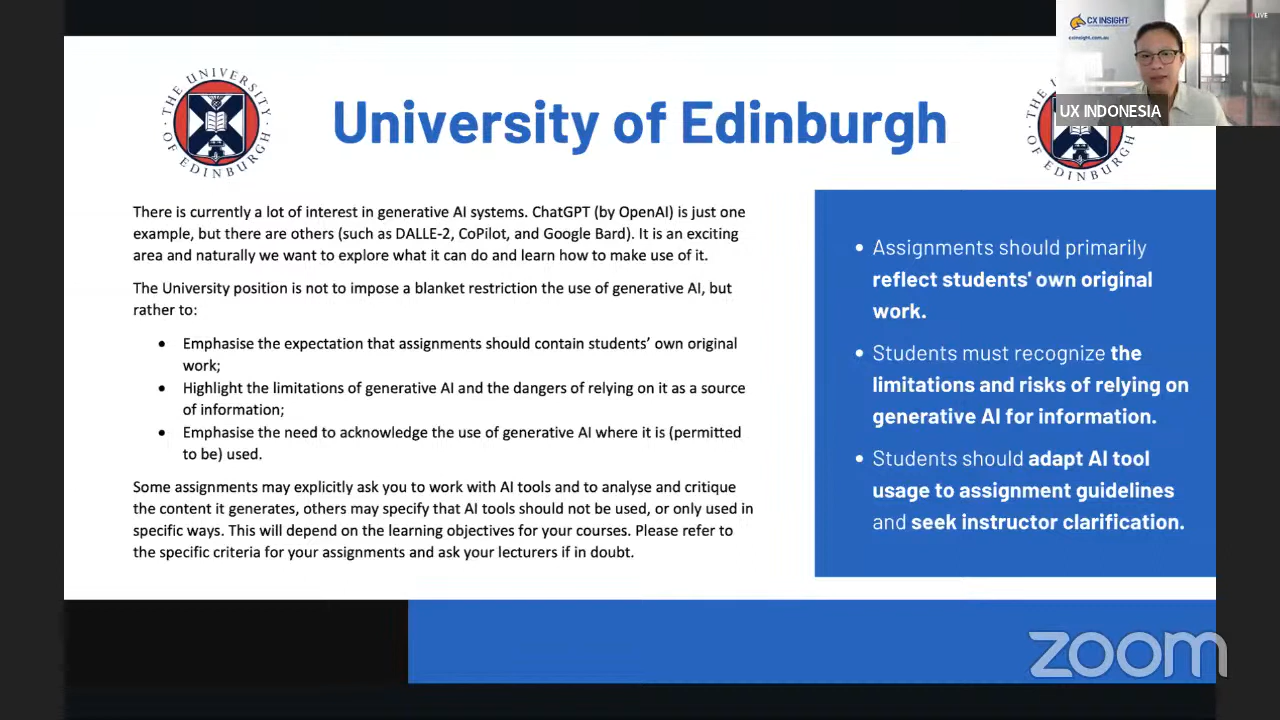 CX INSIGHT
cxinsight.com.au
LIVE
UX INDONESIA
THE UNIVERSITY OF EDINBURGH
University of Edinburgh
There is currently a lot of interest in generative AI systems. ChatGPT (by OpenAI) is just one
example, but there are others (such as DALLE-2, CoPilot, and Google Bard). It is an exciting
area and naturally we want to explore what it can do and learn how to make use of it.
The University position is not to impose a blanket restriction the use of generative AI, but
rather to:
• Emphasise the expectation that assignments should contain students’ own original
work;
• Highlight the limitations of generative AI and the dangers of relying on it as a source
of information;
• Emphasise the need to acknowledge the use of generative AI where it is (permitted
to be) used.
Some assignments may explicitly ask you to work with AI tools and to analyse and critique
the content it generates, others may specify that AI tools should not be used, or only used in
specific ways. This will depend on the learning objectives for your courses. Please refer to
the specific criteria for your assignments and ask your lecturers if in doubt.
• Assignments should primarily
reflect students' own original
work.
• Students must recognize the
limitations and risks of relying on
generative AI for information.
• Students should adapt AI tool
usage to assignment guidelines
and seek instructor clarification.
zoom